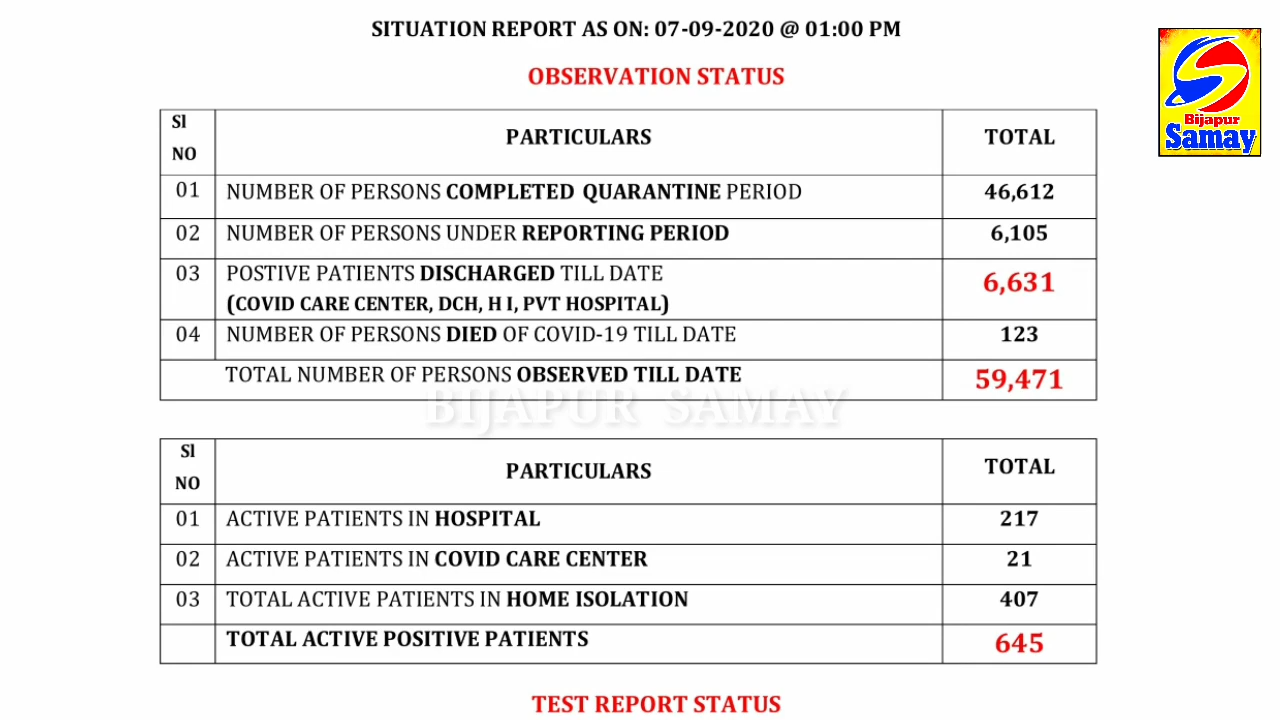 SITUATION REPORT AS ON: 07-09-2020 @ 01:00 PM
OBSERVATION STATUS
Sl NO PARTICULARS TOTAL
01 NUMBER OF PERSONS COMPLETED QUARANTINE PERIOD 46,612
02 NUMBER OF PERSONS UNDER REPORTING PERIOD 6,105
03 POSTIVE PATIENTS DISCHARGED TILL DATE 6,631
(COVID CARE CENTER, DCH, H I, PVT HOSPITAL)
04 NUMBER OF PERSONS DIED OF COVID-19 TILL DATE 123
TOTAL NUMBER OF PERSONS OBSERVED TILL DATE 59,471
BIJAPUR SAMAY
Sl NO PARTICULARS TOTAL
01 ACTIVE PATIENTS IN HOSPITAL 217
02 ACTIVE PATIENTS IN COVID CARE CENTER 21
03 TOTAL ACTIVE PATIENTS IN HOME ISOLATION 407
TOTAL ACTIVE POSITIVE PATIENTS 645
TEST REPORT STATUS
Bijapur
Samay